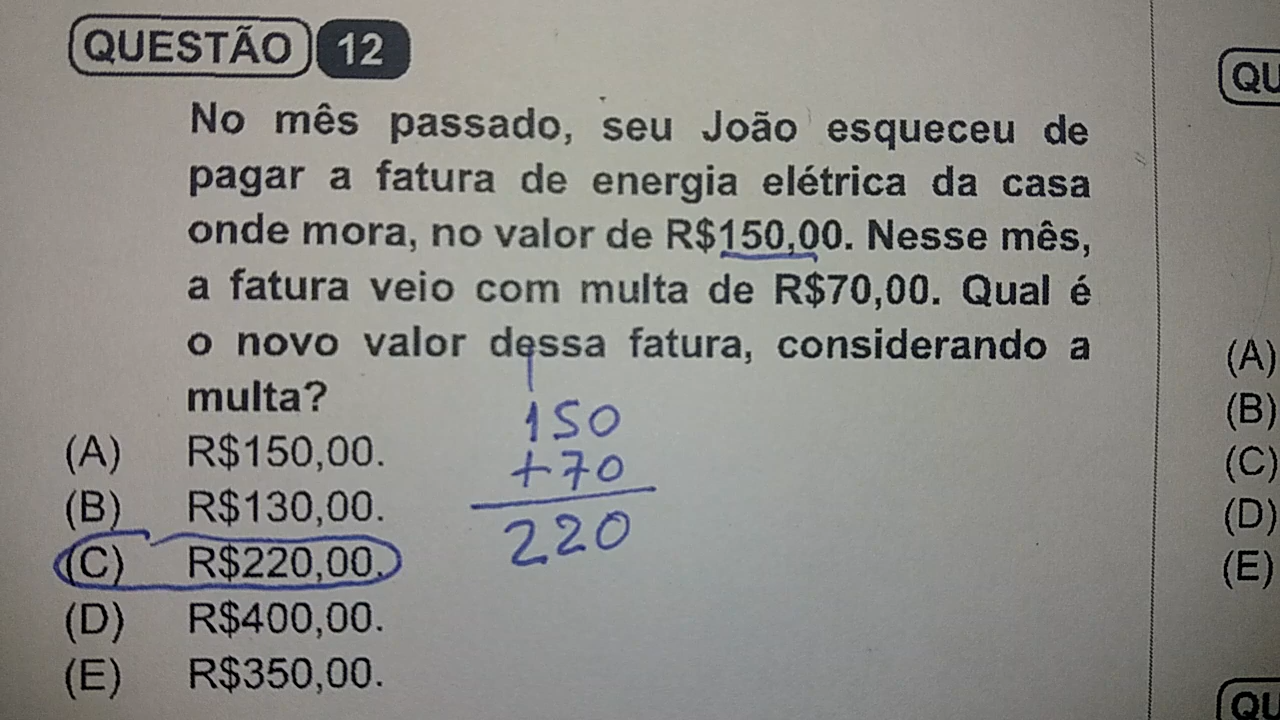 QUESTÃO 12
No mês passado, seu João esqueceu de
pagar a fatura de energia elétrica da casa
onde mora, no valor de R$150,00. Nesse mês,
a fatura veio com multa de R$70,00. Qual é
o novo valor dessa fatura, considerando a
multa?
1
150
+70
220
(A) R$150,00.
(B) R$130,00.
(C) R$220,00.
(D) R$400,00.
(E) R$350,00.
QU
(A)
(B)
(C)
(D)
(E)
QU